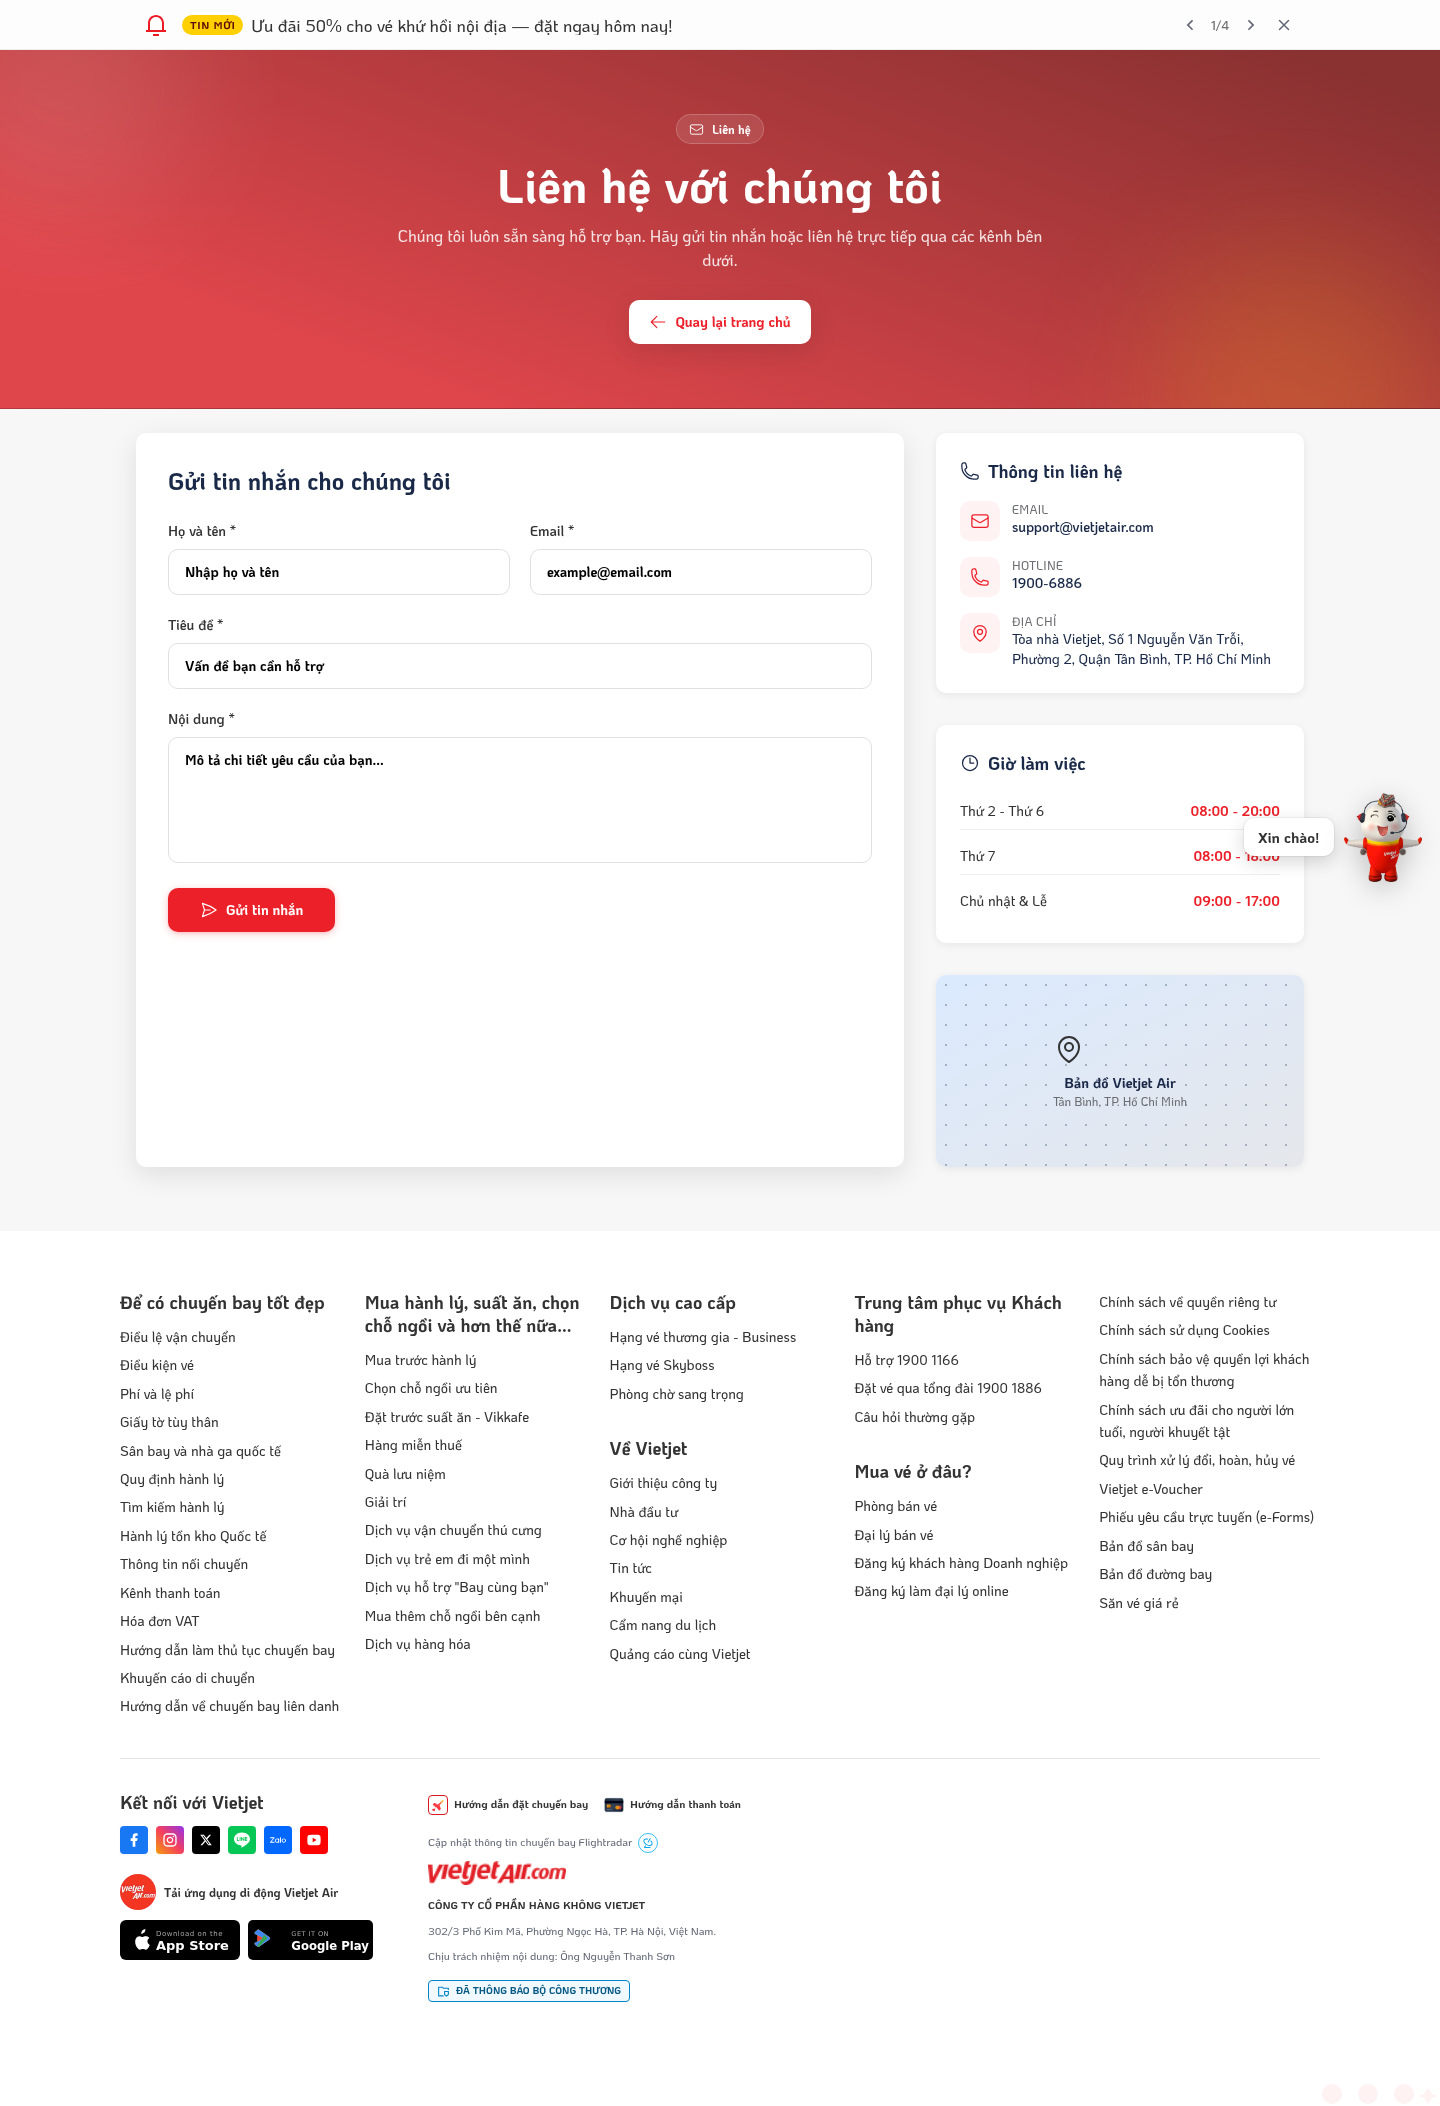 TIN MỚI Ưu đãi 50% cho vé khứ hồi nội địa — đặt ngay hôm nay! 1/4
Liên hệ
Liên hệ với chúng tôi
Chúng tôi luôn sẵn sàng hỗ trợ bạn. Hãy gửi tin nhắn hoặc liên hệ trực tiếp qua các kênh bên
dưới.
Quay lại trang chủ
Gửi tin nhắn cho chúng tôi
Họ và tên *
Email *
Nhập họ và tên
example@email.com
Tiêu đề *
Vấn đề bạn cần hỗ trợ
Nội dung *
Mô tả chi tiết yêu cầu của bạn...
Gửi tin nhắn
Thông tin liên hệ
EMAIL
support@vietjetair.com
HOTLINE
1900-6886
ĐỊA CHỈ
Tòa nhà Vietjet, Số 1 Nguyễn Văn Trỗi,
Phường 2, Quận Tân Bình, TP. Hồ Chí Minh
Giờ làm việc
Thứ 2 - Thứ 6 08:00 - 20:00
Thứ 7 08:00 - 18:00
Chủ nhật & Lễ 09:00 - 17:00
Xin chào!
Bản đồ Vietjet Air
Tân Bình, TP. Hồ Chí Minh
Để có chuyến bay tốt đẹp
Điều lệ vận chuyển
Điều kiện vé
Phí và lệ phí
Giấy tờ tùy thân
Sân bay và nhà ga quốc tế
Quy định hành lý
Tìm kiếm hành lý
Hành lý tồn kho Quốc tế
Thông tin nối chuyến
Kênh thanh toán
Hóa đơn VAT
Hướng dẫn làm thủ tục chuyến bay
Khuyến cáo di chuyển
Hướng dẫn về chuyến bay liên danh
Mua hành lý, suất ăn, chọn
chỗ ngồi và hơn thế nữa...
Mua trước hành lý
Chọn chỗ ngồi ưu tiên
Đặt trước suất ăn - Vikkafe
Hàng miễn thuế
Quà lưu niệm
Giải trí
Dịch vụ vận chuyển thú cưng
Dịch vụ trẻ em đi một mình
Dịch vụ hỗ trợ "Bay cùng bạn"
Mua thêm chỗ ngồi bên cạnh
Dịch vụ hàng hóa
Dịch vụ cao cấp
Hạng vé thương gia - Business
Hạng vé Skyboss
Phòng chờ sang trọng
Về Vietjet
Giới thiệu công ty
Nhà đầu tư
Cơ hội nghề nghiệp
Tin tức
Khuyến mại
Cẩm nang du lịch
Quảng cáo cùng Vietjet
Trung tâm phục vụ Khách
hàng
Hỗ trợ 1900 1166
Đặt vé qua tổng đài 1900 1886
Câu hỏi thường gặp
Mua vé ở đâu?
Phòng bán vé
Đại lý bán vé
Đăng ký khách hàng Doanh nghiệp
Đăng ký làm đại lý online
Chính sách về quyền riêng tư
Chính sách sử dụng Cookies
Chính sách bảo vệ quyền lợi khách
hàng dễ bị tổn thương
Chính sách ưu đãi cho người lớn
tuổi, người khuyết tật
Quy trình xử lý đổi, hoàn, hủy vé
Vietjet e-Voucher
Phiếu yêu cầu trực tuyến (e-Forms)
Bản đồ sân bay
Bản đồ đường bay
Săn vé giá rẻ
Kết nối với Vietjet
LINE
Zalo
vietjet Air.com
Tải ứng dụng di động Vietjet Air
Download on the
App Store
GET IT ON
Google Play
Hướng dẫn đặt chuyến bay Hướng dẫn thanh toán
Cập nhật thông tin chuyến bay Flightradar
vietjet Air.com
CÔNG TY CỔ PHẦN HÀNG KHÔNG VIETJET
302/3 Phố Kim Mã, Phường Ngọc Hà, TP. Hà Nội, Việt Nam.
Chịu trách nhiệm nội dung: Ông Nguyễn Thanh Sơn
ĐÃ THÔNG BÁO BỘ CÔNG THƯƠNG